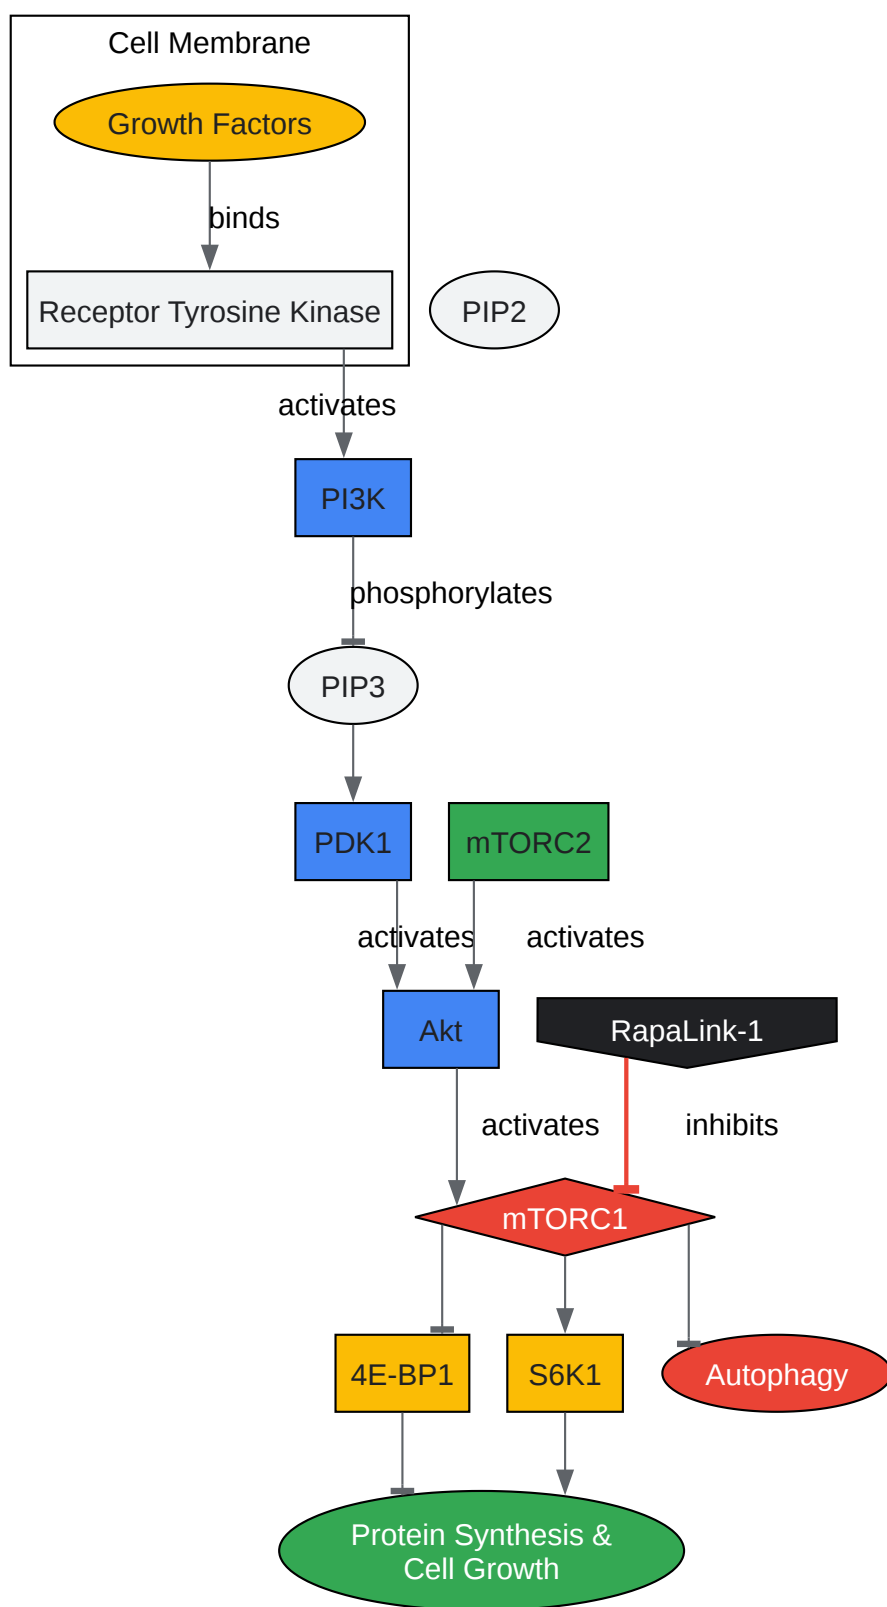 Cell Membrane
Growth Factors
binds
Receptor Tyrosine Kinase
PIP2
activates
PI3K
phosphorylates
PIP3
PDK1
mTORC2
activates
activates
Akt
RapaLink-1
activates
inhibits
mTORC1
4E-BP1
S6K1
Autophagy
Protein Synthesis &
Cell Growth